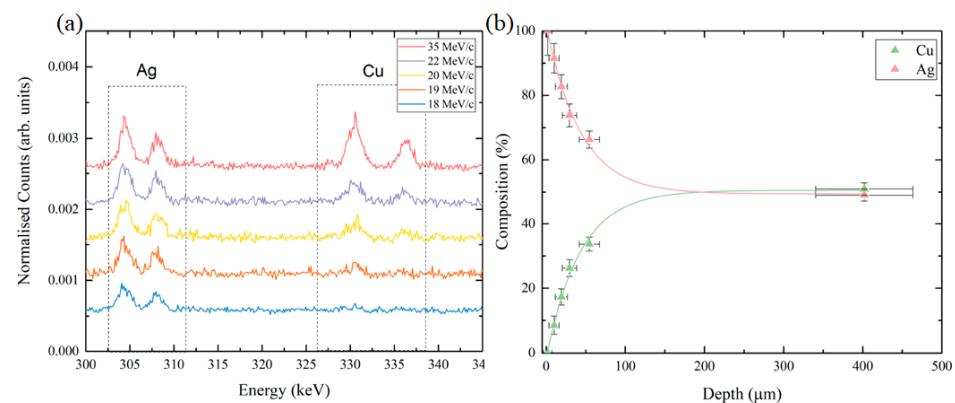 (a)
0.004
0.003
0.002
0.001
0.000
Normalised Counts (arb. units)
Ag
Cu
35 MeV/c
22 MeV/c
20 MeV/c
19 MeV/c
18 MeV/c
300 305 310 315 320 325 330 335 340
Energy (keV)
(b)
100
80
60
40
20
0
Composition (%)
Cu
Ag
0 100 200 300 400 500
Depth (μm)